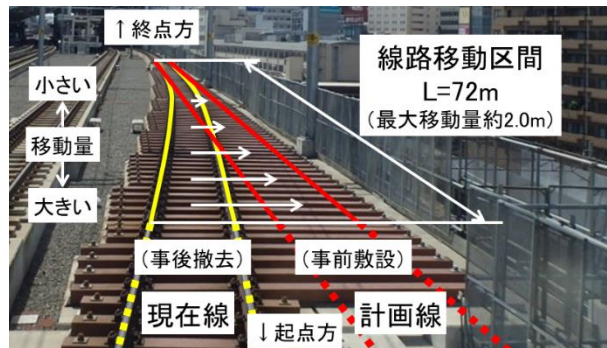 ↑終点方
線路移動区間
L=72m
(最大移動量約2.0m)
小さい
移動量
大きい
(事後撤去)
(事前敷設)
現在線
↓起点方
計画線